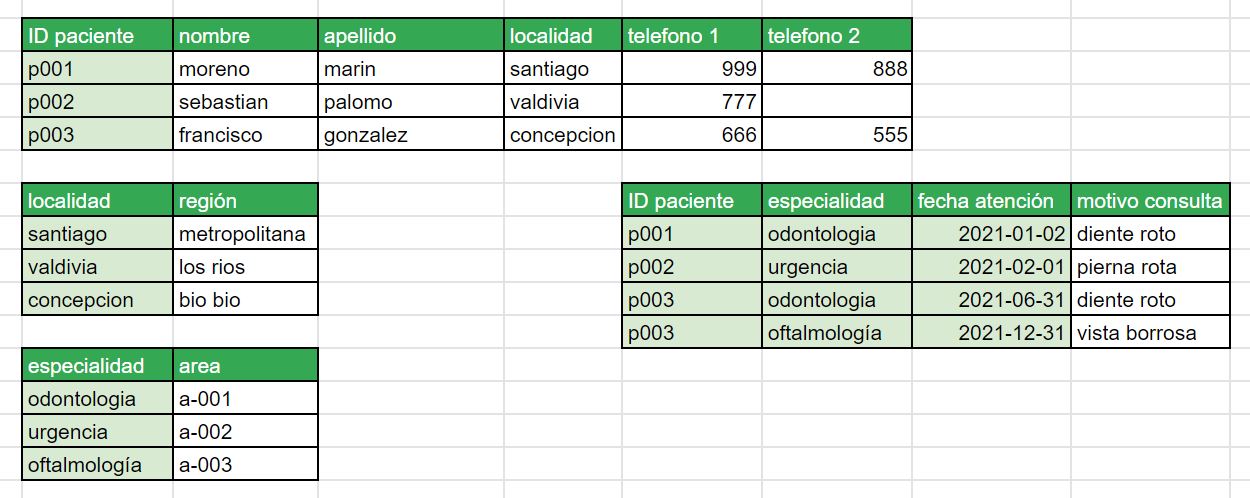 ID paciente nombre apellido localidad telefono 1 telefono 2
p001 moreno marin santiago 999 888
p002 sebastian palomo valdivia 777
p003 francisco gonzalez concepcion 666 555
localidad región
santiago metropolitana
valdivia los rios
concepcion bio bio
ID paciente especialidad fecha atención motivo consulta
p001 odontologia 2021-01-02 diente roto
p002 urgencia 2021-02-01 pierna rota
p003 odontologia 2021-06-31 diente roto
p003 oftalmología 2021-12-31 vista borrosa
especialidad area
odontologia a-001
urgencia a-002
oftalmología a-003